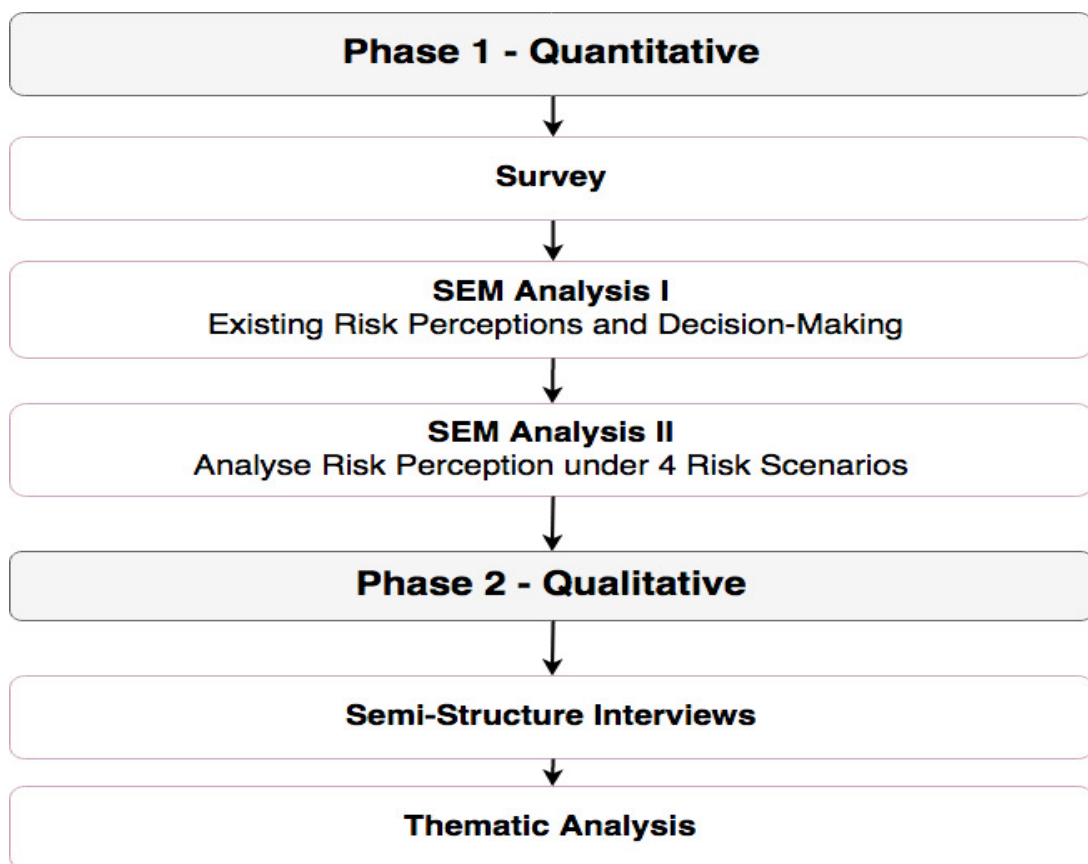 Phase 1 - Quantitative
Survey
SEM Analysis I
Existing Risk Perceptions and Decision-Making
SEM Analysis II
Analyse Risk Perception under 4 Risk Scenarios
Phase 2 - Qualitative
Semi-Structure Interviews
Thematic Analysis